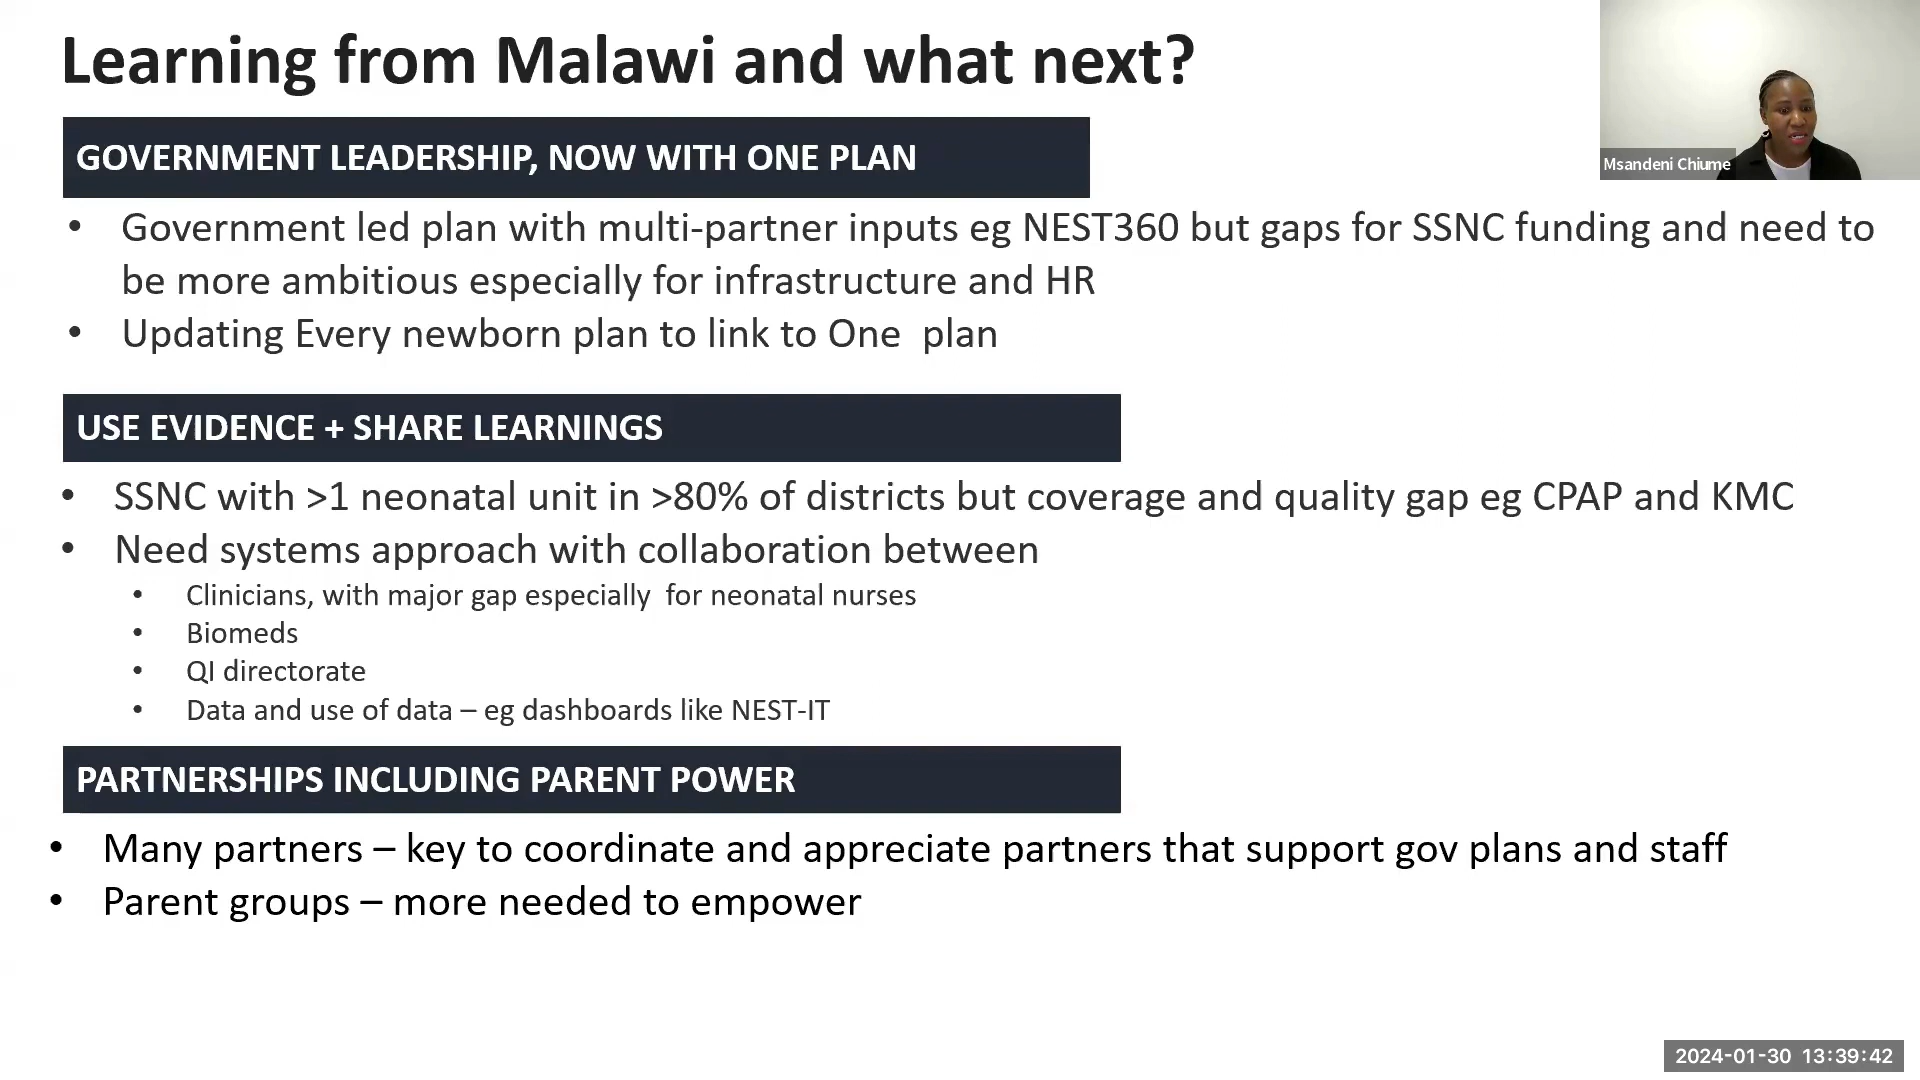 Learning from Malawi and what next?
Msandeni Chiume
GOVERNMENT LEADERSHIP, NOW WITH ONE PLAN
• Government led plan with multi-partner inputs eg NEST360 but gaps for SSNC funding and need to
be more ambitious especially for infrastructure and HR
• Updating Every newborn plan to link to One  plan
USE EVIDENCE + SHARE LEARNINGS
• SSNC with >1 neonatal unit in >80% of districts but coverage and quality gap eg CPAP and KMC
• Need systems approach with collaboration between
• Clinicians, with major gap especially  for neonatal nurses
• Biomeds
• QI directorate
• Data and use of data – eg dashboards like NEST-IT
PARTNERSHIPS INCLUDING PARENT POWER
• Many partners – key to coordinate and appreciate partners that support gov plans and staff
• Parent groups – more needed to empower
2024-01-30 13:39:42